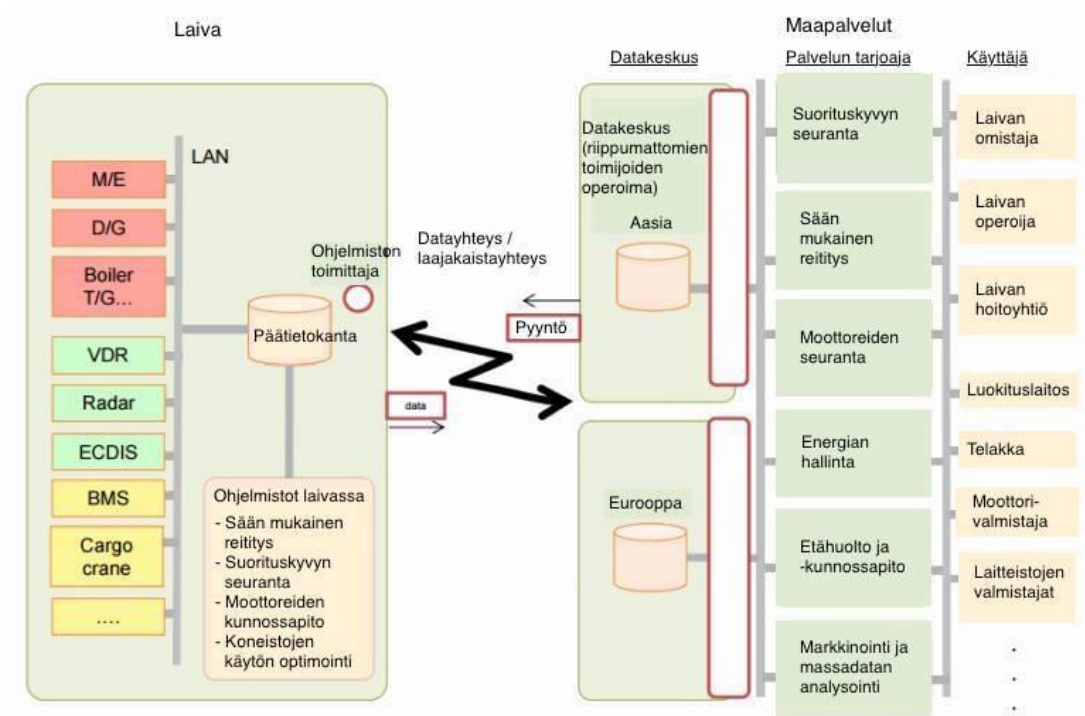 Laiva
LAN
M/E
D/G
Boiler
T/G...
VDR
Radar
ECDIS
BMS
Cargo
crane
....
Ohjelmiston
toimittaja
Päätietokanta
Ohjelmistot laivassa
- Sään mukainen
reititys
- Suorituskyvyn
seuranta
- Moottoreiden
kunnossapito
- Koneistojen
käytön optimointi
Datayhteys /
laajakaistayhteys
Pyyntö
data
Maapalvelut
Datakeskus
Datakeskus
(riippumattomien
toimijoiden
operoima)
Aasia
Eurooppa
Palvelun tarjoaja
Suorituskyvyn
seuranta
Sään
mukainen
reititys
Moottoreiden
seuranta
Energian
hallinta
Etähuolto ja
-kunnossapito
Markkinointi ja
massadatan
analysointi
Käyttäjä
Laivan
omistaja
Laivan
operoija
Laivan
hoitoyhtiö
Luokituslaitos
Telakka
Moottori-
valmistaja
Laitteistojen
valmistajat
.
.
.